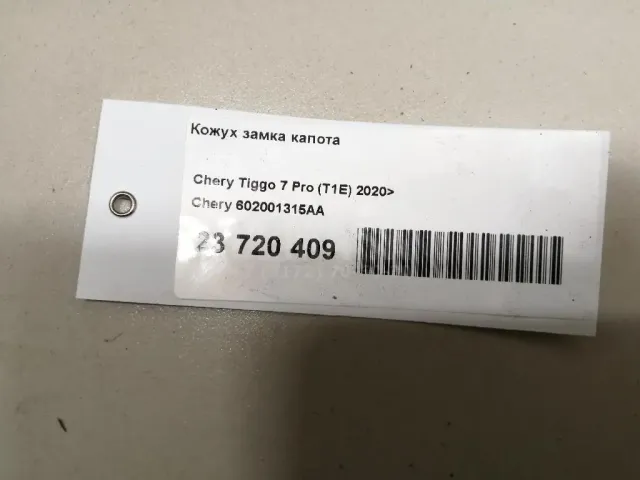 Кожух замка капота
Chery Tiggo 7 Pro (T1E) 2020>
Chery 602001315AA
23 720 409